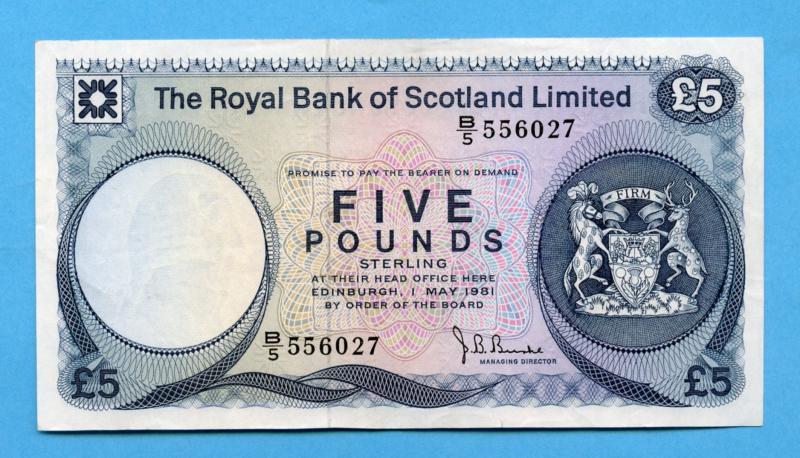 The Royal Bank of Scotland Limited
£5
B/5 556027
PROMISE TO PAY THE BEARER ON DEMAND
FIVE
POUNDS
STERLING
AT THEIR HEAD OFFICE HERE
EDINBURGH, 1 MAY 1981
BY ORDER OF THE BOARD
FIRM
B/5 556027
J.B. Burke
MANAGING DIRECTOR
£5
£5